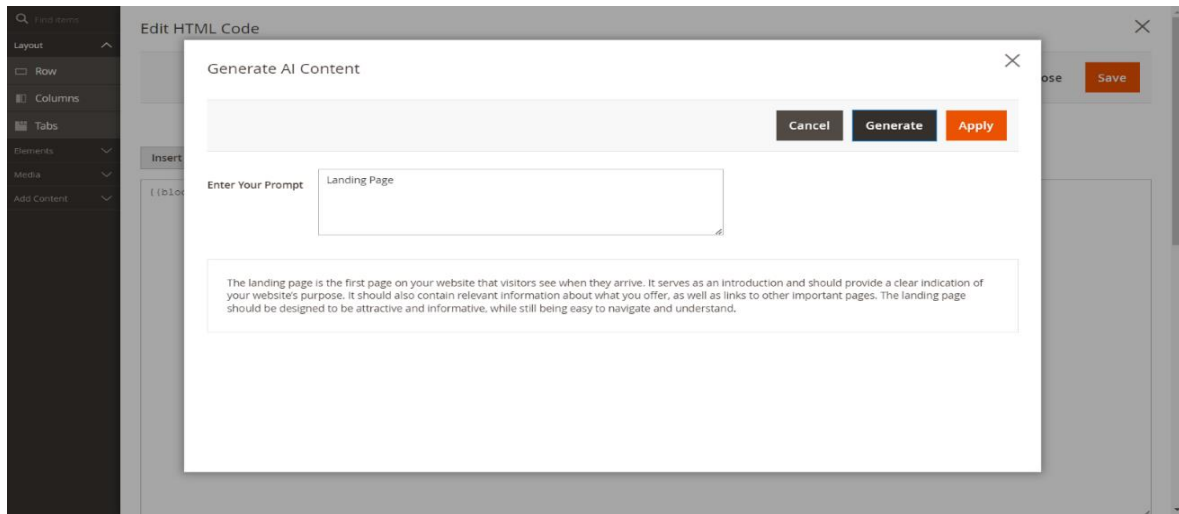 Find items
Edit HTML Code
Layout
Row
Columns
Tabs
Elements
Media
Add Content
ose
Save
Insert
{{bloc
Generate AI Content
Cancel
Generate
Apply
Enter Your Prompt
Landing Page
The landing page is the first page on your website that visitors see when they arrive. It serves as an introduction and should provide a clear indication of
your website's purpose. It should also contain relevant information about what you offer, as well as links to other important pages. The landing page
should be designed to be attractive and informative, while still being easy to navigate and understand.